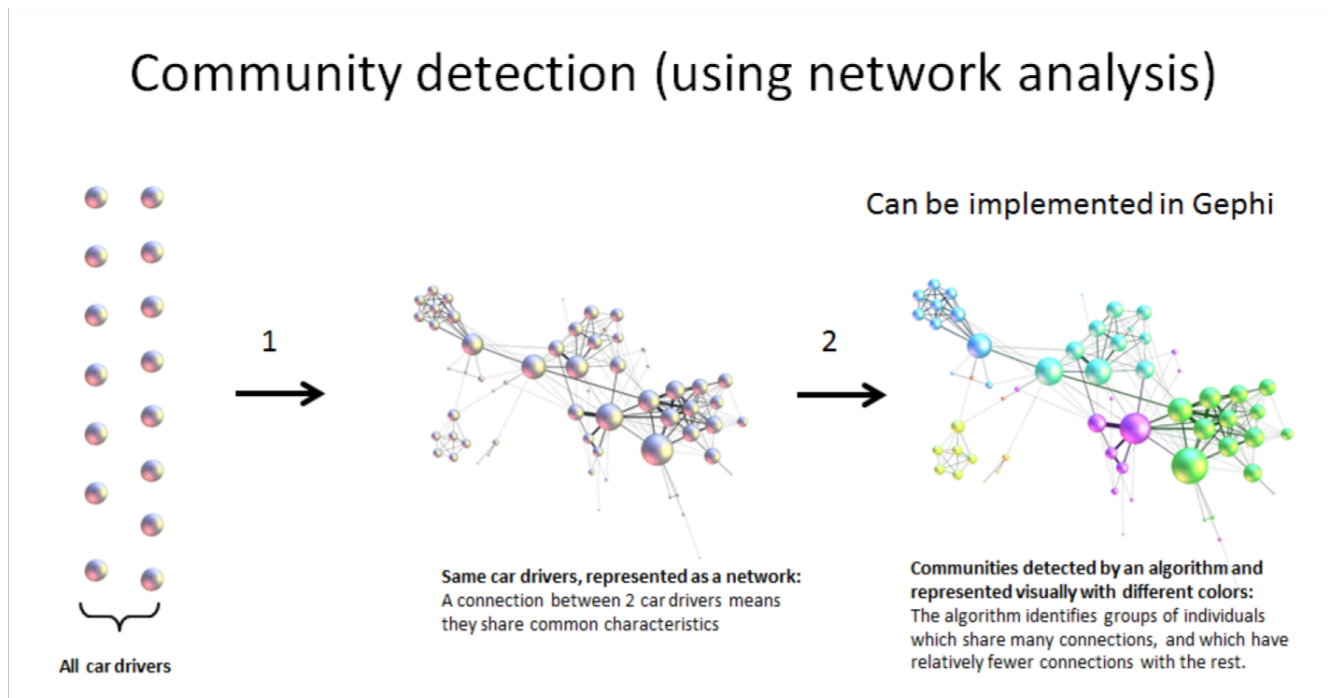 Community detection (using network analysis)
Can be implemented in Gephi
1
2
All car drivers
Same car drivers, represented as a network:
A connection between 2 car drivers means
they share common characteristics
Communities detected by an algorithm and
represented visually with different colors:
The algorithm identifies groups of individuals
which share many connections, and which have
relatively fewer connections with the rest.